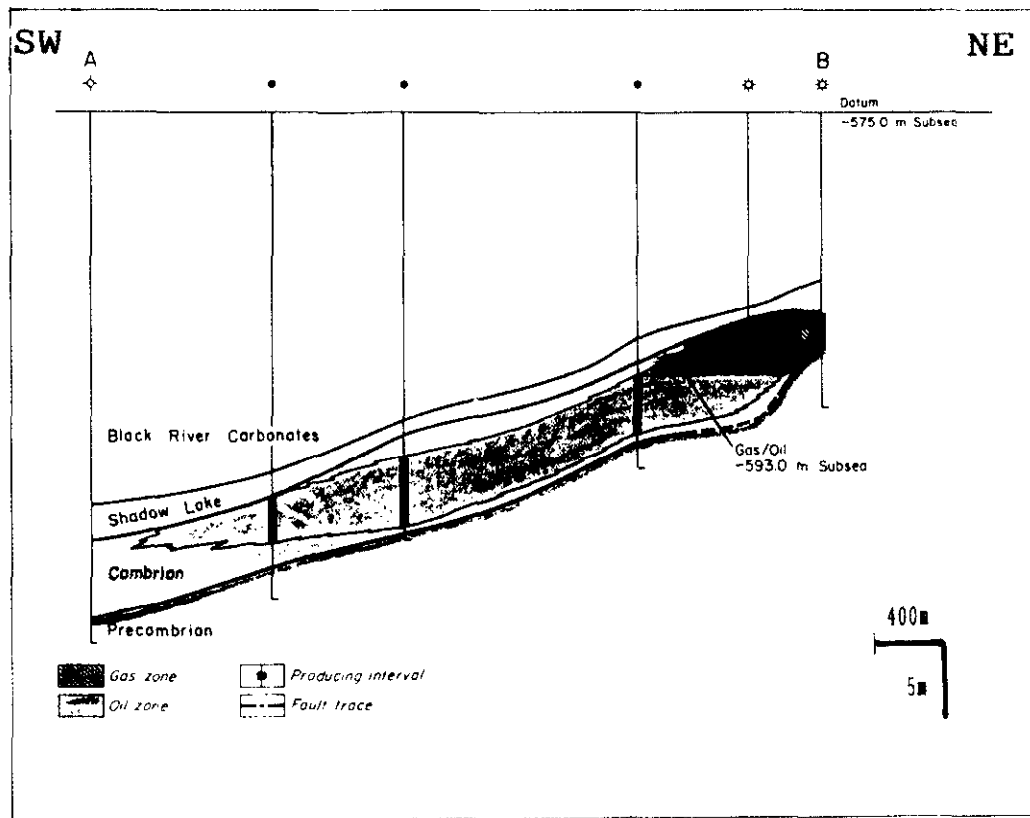 SW
NE
A
B
Datum
-575.0 m Subsea
Black River Carbonates
Gas/Oil
-593.0 m Subsea
Shadow Lake
Cambrian
Precambrian
400m
5m
Gas zone
Producing interval
Oil zone
Fault trace